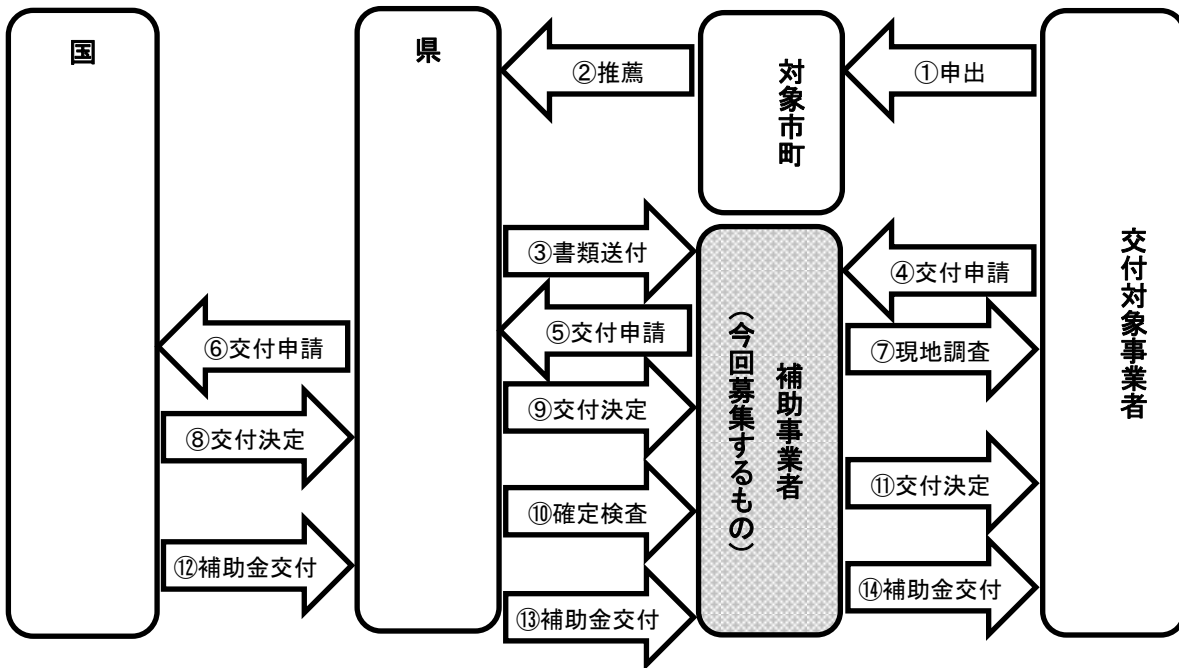 国
県
対象市町
交付対象事業者
補助事業者
（今回募集するもの）
①申出
②推薦
③書類送付
④交付申請
⑤交付申請
⑥交付申請
⑦現地調査
⑧交付決定
⑨交付決定
⑩確定検査
⑪交付決定
⑫補助金交付
⑬補助金交付
⑭補助金交付